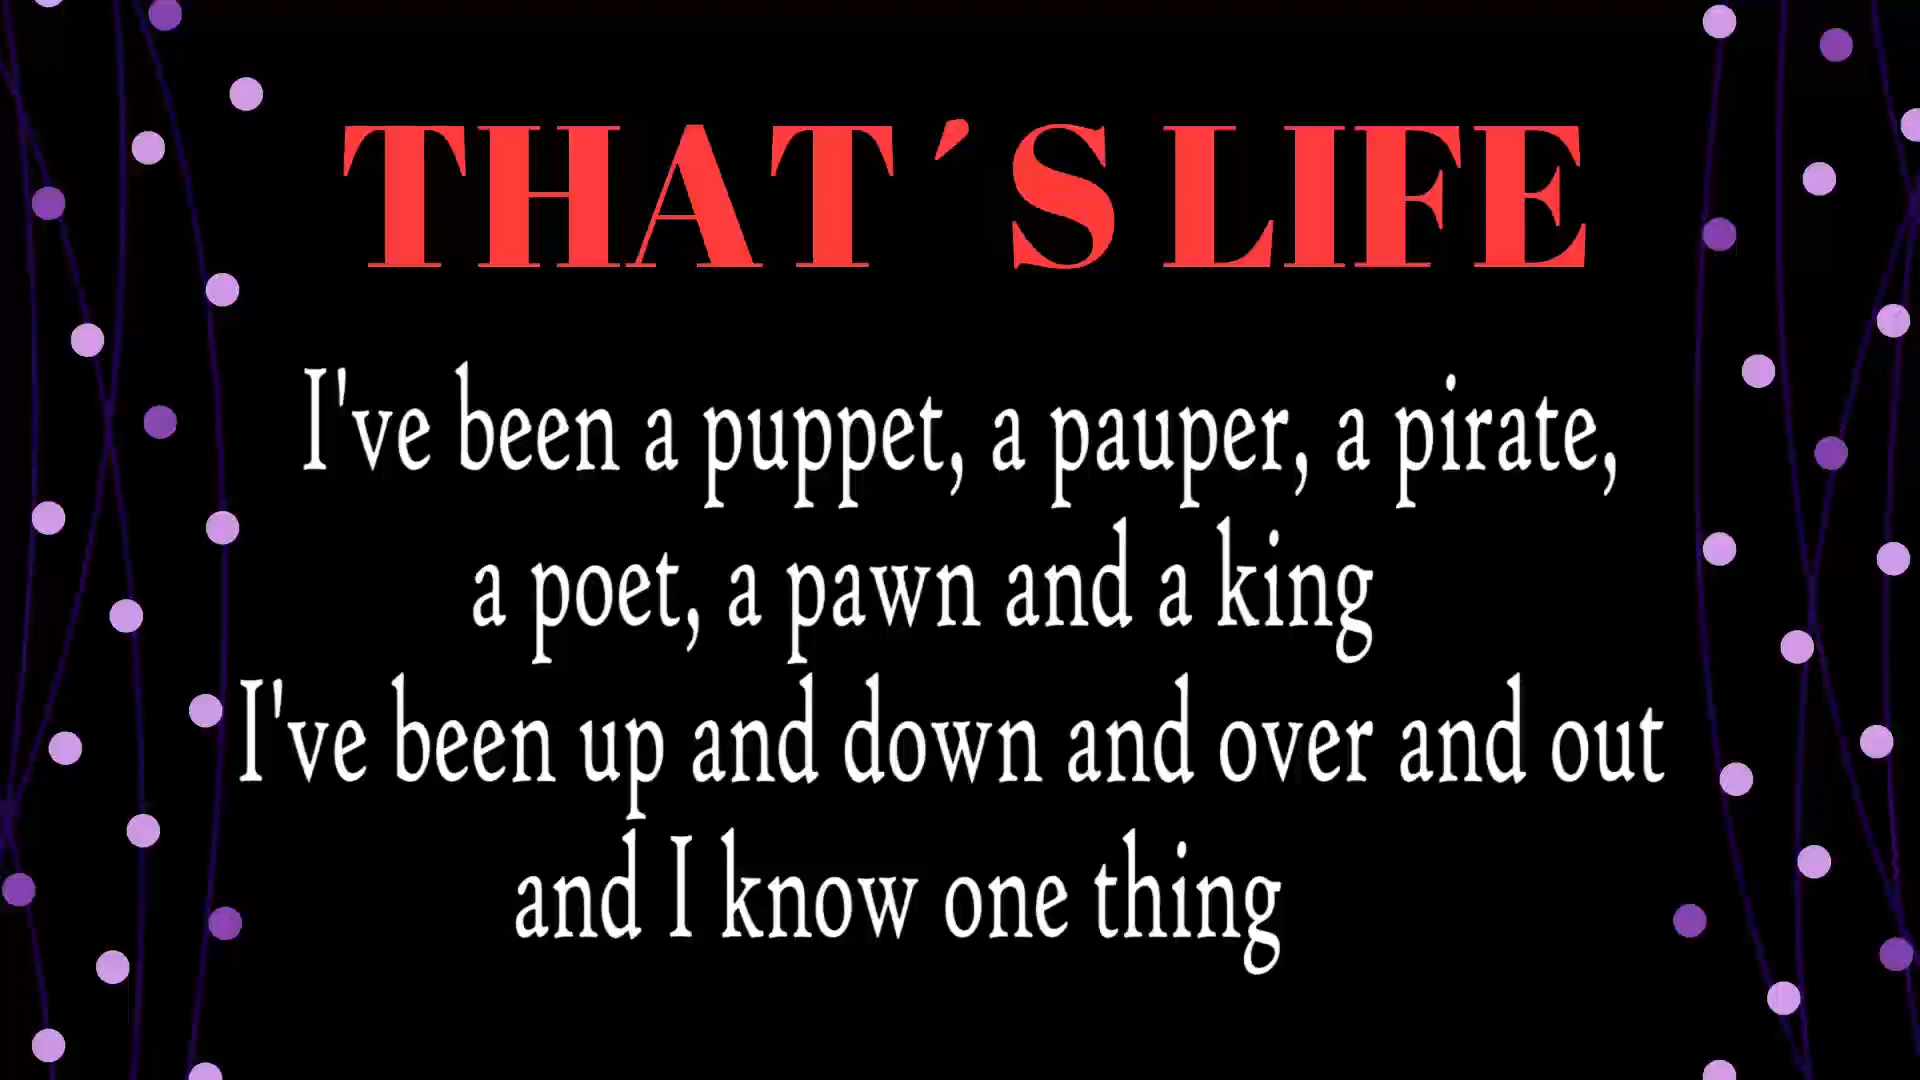 THAT´S LIFE
I've been a puppet, a pauper, a pirate,
a poet, a pawn and a king
I've been up and down and over and out
and I know one thing